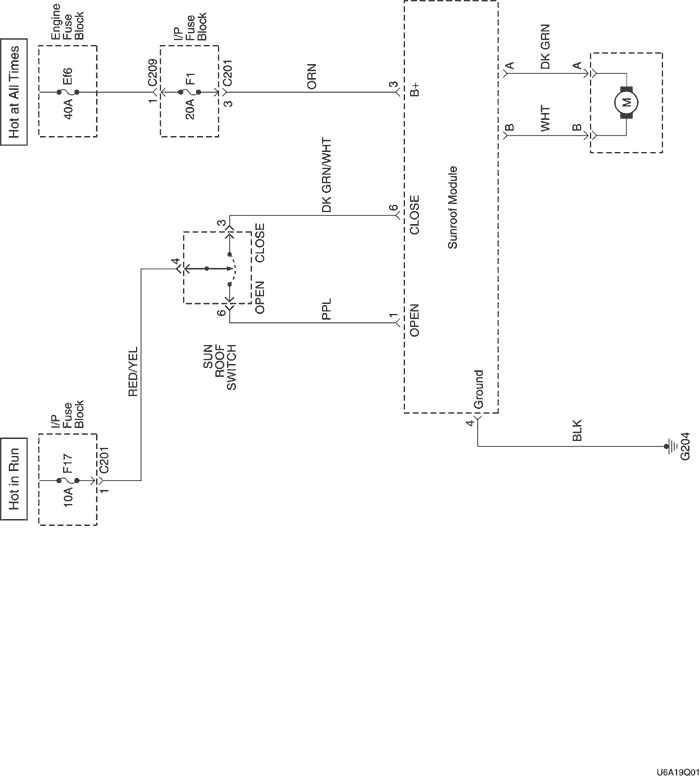 Hot at All Times
Engine
Fuse
Block
Ef6
40A
1
C209
I/P
Fuse
Block
F1
20A
C201
3
ORN
3
B+
A
DK GRN
A
B
WHT
B
M
Sunroof Module
DK GRN/WHT
6
CLOSE
3
CLOSE
4
OPEN
6
PPL
1
OPEN
SUN
ROOF
SWITCH
RED/YEL
Hot in Run
I/P
Fuse
Block
F17
10A
C201
1
Ground
4
BLK
G204
U6A19Q01